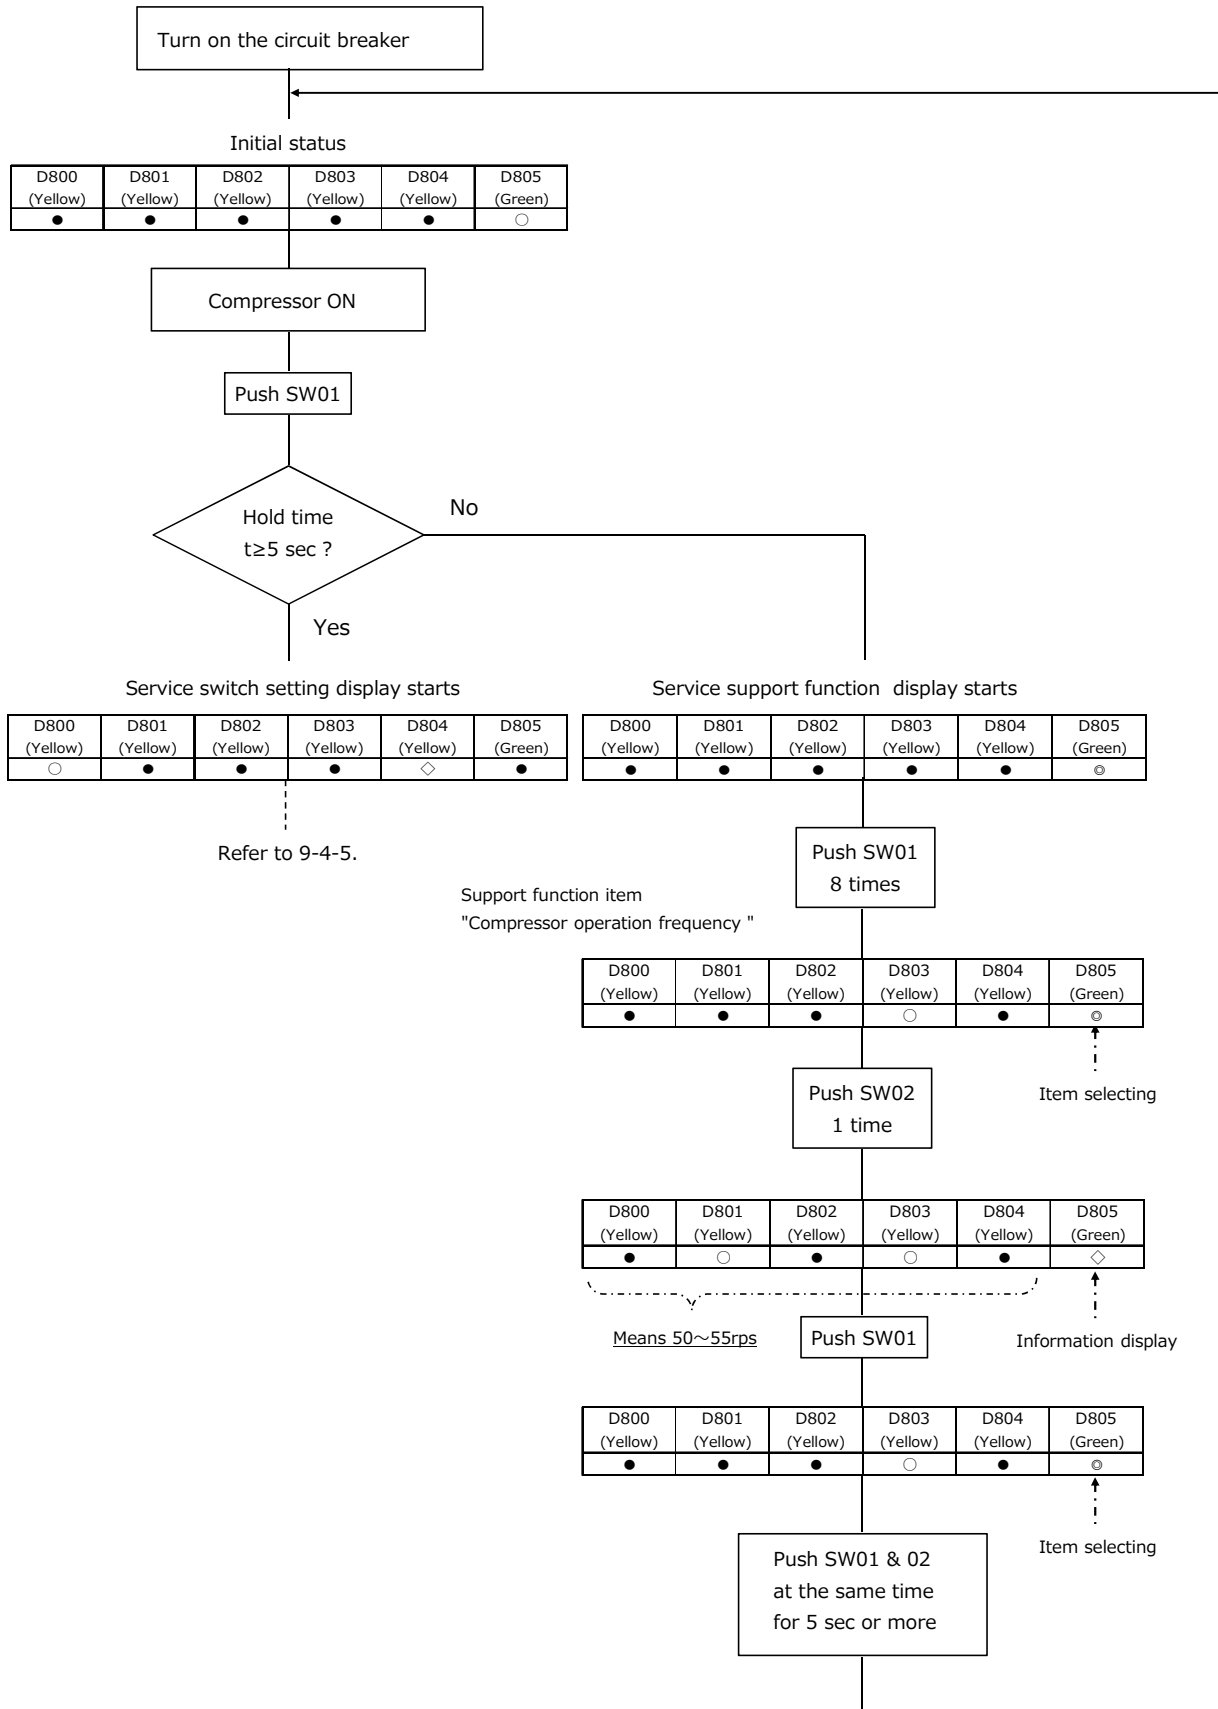 Turn on the circuit breaker
Initial status
D800 D801 D802 D803 D804 D805
(Yellow) (Yellow) (Yellow) (Yellow) (Yellow) (Green)
● ● ● ● ● ○
Compressor ON
Push SW01
Hold time
t≥5 sec ?
No
Yes
Service switch setting display starts
D800 D801 D802 D803 D804 D805
(Yellow) (Yellow) (Yellow) (Yellow) (Yellow) (Green)
○ ● ● ● ◇ ●
Refer to 9-4-5.
Service support function display starts
D800 D801 D802 D803 D804 D805
(Yellow) (Yellow) (Yellow) (Yellow) (Yellow) (Green)
● ● ● ● ● ◎
Push SW01
8 times
Support function item
"Compressor operation frequency "
D800 D801 D802 D803 D804 D805
(Yellow) (Yellow) (Yellow) (Yellow) (Yellow) (Green)
● ● ● ○ ● ◎
Item selecting
Push SW02
1 time
D800 D801 D802 D803 D804 D805
(Yellow) (Yellow) (Yellow) (Yellow) (Yellow) (Green)
● ○ ● ○ ● ◇
Means 50～55rps
Push SW01
Information display
D800 D801 D802 D803 D804 D805
(Yellow) (Yellow) (Yellow) (Yellow) (Yellow) (Green)
● ● ● ○ ● ◎
Item selecting
Push SW01 & 02
at the same time
for 5 sec or more